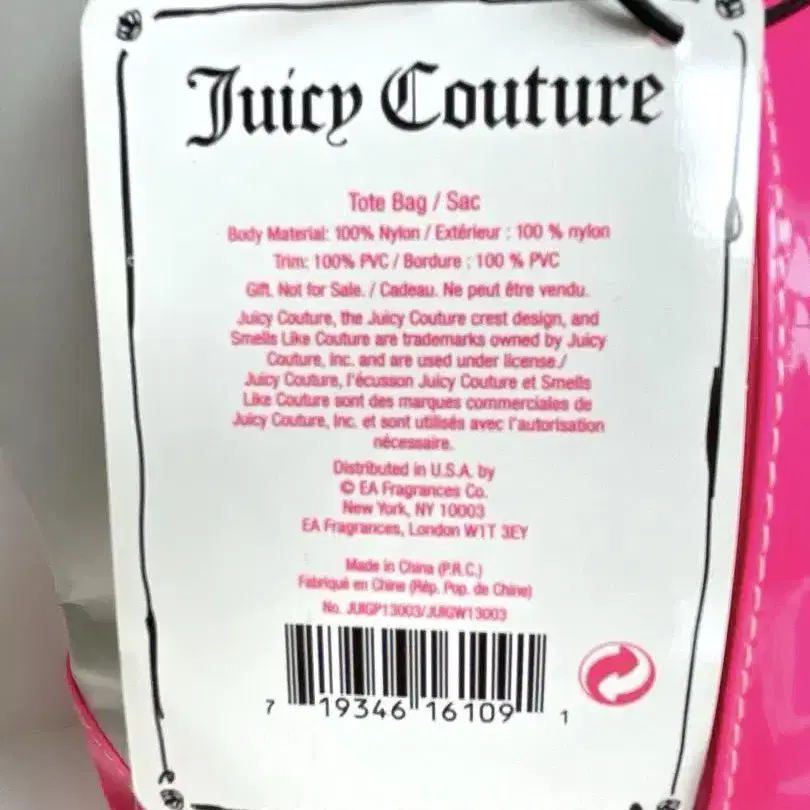 Juicy Couture
Tote Bag / Sac
Body Material: 100% Nylon / Extérieur : 100 % nylon
Trim: 100% PVC / Bordure : 100 % PVC
Gift. Not for Sale. / Cadeau. Ne peut être vendu.
Juicy Couture, the Juicy Couture crest design, and
Smells Like Couture are trademarks owned by Juicy
Couture, Inc. and are used under license./
Juicy Couture, l'écusson Juicy Couture et Smells
Like Couture sont des marques commerciales de
Juicy Couture, Inc. et sont utilisés avec l'autorisation
nécessaire.
Distributed in U.S.A. by
© EA Fragrances Co.
New York, NY 10003
EA Fragrances, London W1T 3EY
Made in China (P.R.C.)
Fabriqué en Chine (Rép. Pop. de Chine)
No. JUIGP13003/JUIGW13003
7 19346 16109 1